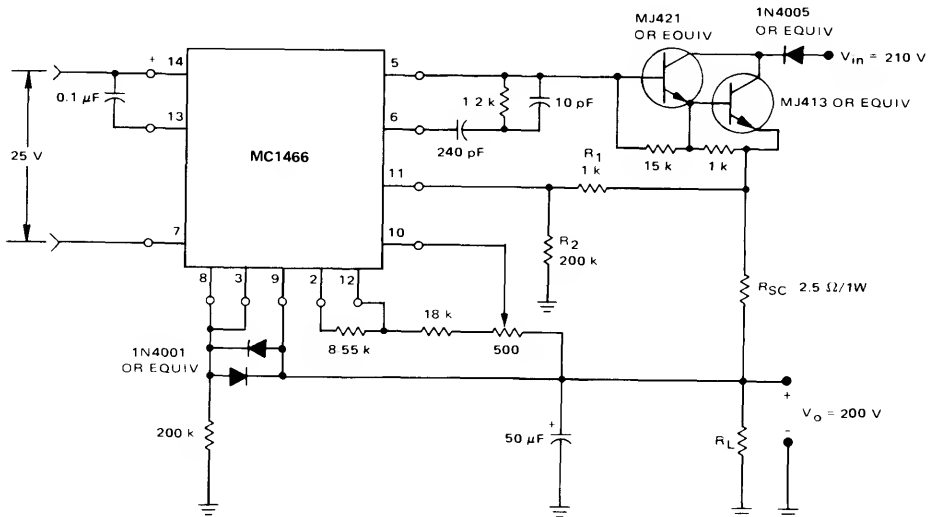 MJ421
OR EQUIV
1N4005
OR EQUIV
V_in = 210 V
MJ413 OR EQUIV
+
14
0.1 µF
13
25 V
7
MC1466
5
6
11
10
1.2 k
10 pF
240 pF
15 k
1 k
R1
1 k
R2
200 k
RSC 2.5 Ω/1W
8
3
9
2
12
8.55 k
18 k
500
1N4001
OR EQUIV
200 k
+
50 µF
RL
+
Vo = 200 V
-